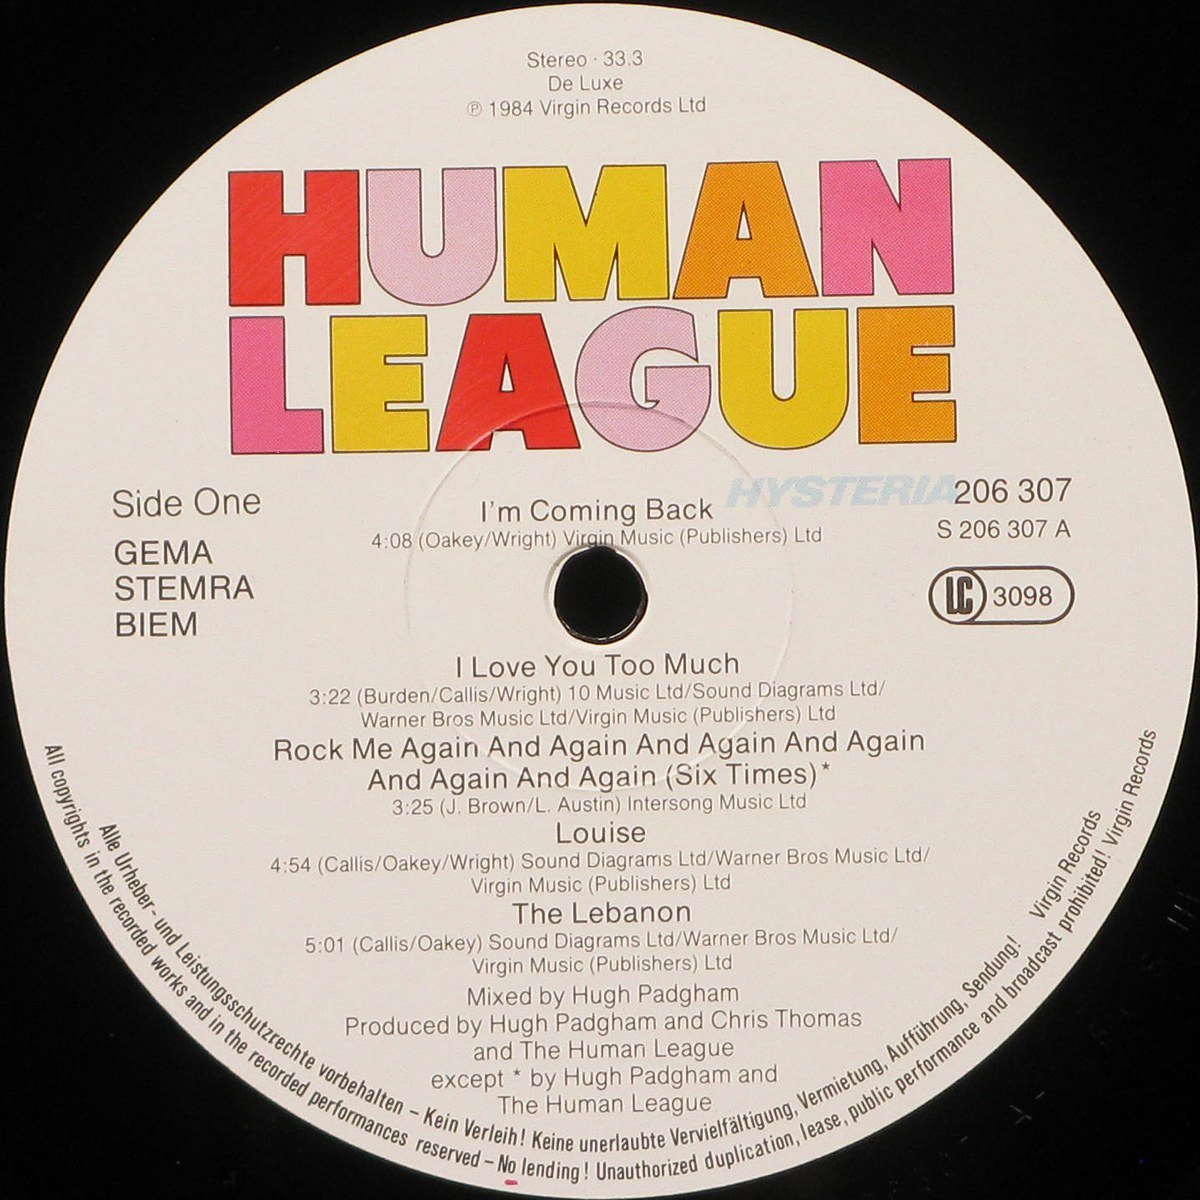 Stereo · 33.3
De Luxe
℗ 1984 Virgin Records Ltd
HUMAN
LEAGUE
HYSTERIA
Side One
GEMA
STEMRA
BIEM
206 307
S 206 307 A
LC 3098
I'm Coming Back
4:08 (Oakey/Wright) Virgin Music (Publishers) Ltd
I Love You Too Much
3:22 (Burden/Callis/Wright) 10 Music Ltd/Sound Diagrams Ltd/
Warner Bros Music Ltd/Virgin Music (Publishers) Ltd
Rock Me Again And Again And Again And Again
And Again And Again (Six Times)*
3:25 (J. Brown/L. Austin) Intersong Music Ltd
Louise
4:54 (Callis/Oakey/Wright) Sound Diagrams Ltd/Warner Bros Music Ltd/
Virgin Music (Publishers) Ltd
The Lebanon
5:01 (Callis/Oakey) Sound Diagrams Ltd/Warner Bros Music Ltd/
Virgin Music (Publishers) Ltd
Mixed by Hugh Padgham
Produced by Hugh Padgham and Chris Thomas
and The Human League
except * by Hugh Padgham and
The Human League
Alle Urheber- und Leistungsschutzrechte vorbehalten – Kein Verleih! Keine unerlaubte Vervielfältigung, Vermietung, Aufführung, Sendung! Virgin Records
All copyrights in the recorded works and in the recorded performances reserved – No lending! Unauthorized duplication, lease, public performance and broadcast prohibited! Virgin Records